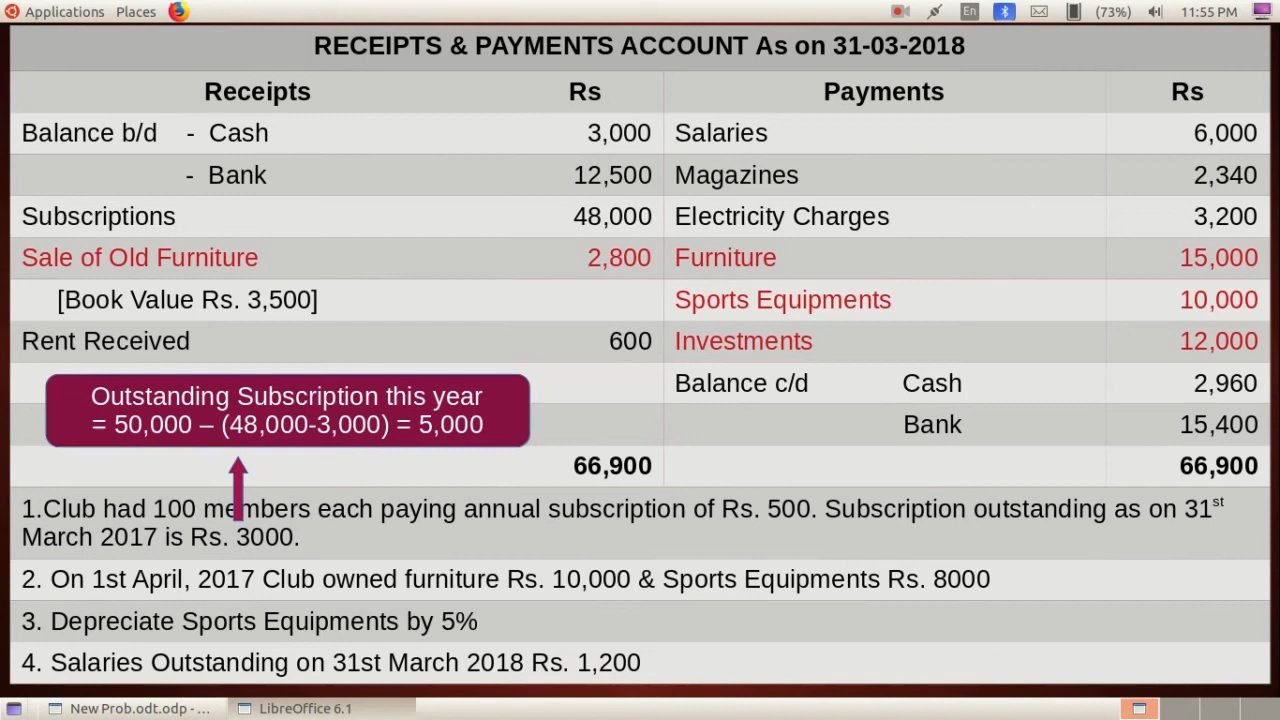 Applications Places En (73%) 11:55 PM
RECEIPTS & PAYMENTS ACCOUNT As on 31-03-2018
Receipts Rs Payments Rs
Balance b/d - Cash 3,000 Salaries 6,000
- Bank 12,500 Magazines 2,340
Subscriptions 48,000 Electricity Charges 3,200
Sale of Old Furniture 2,800 Furniture 15,000
[Book Value Rs. 3,500] Sports Equipments 10,000
Rent Received 600 Investments 12,000
Balance c/d Cash 2,960
Outstanding Subscription this year
= 50,000 – (48,000-3,000) = 5,000
Bank 15,400
66,900 66,900
1.Club had 100 members each paying annual subscription of Rs. 500. Subscription outstanding as on 31st
March 2017 is Rs. 3000.
2. On 1st April, 2017 Club owned furniture Rs. 10,000 & Sports Equipments Rs. 8000
3. Depreciate Sports Equipments by 5%
4. Salaries Outstanding on 31st March 2018 Rs. 1,200
New Prob.odt.odp - ... LibreOffice 6.1